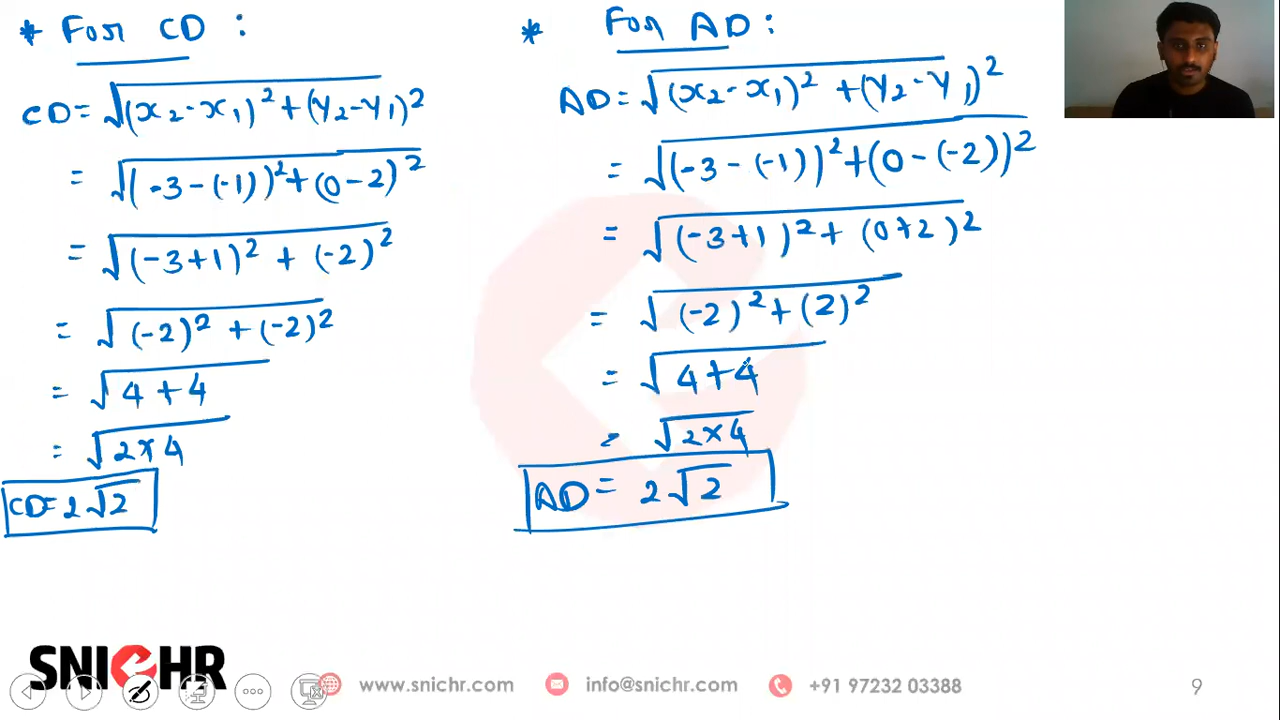 * For CD :
CD = √(x₂ - x₁)² + (y₂ - y₁)²
= √(-3 - (-1))² + (0 - 2)²
= √(-3+1)² + (-2)²
= √(-2)² + (-2)²
= √4 + 4
= √2 × 4
CD = 2√2
* For AD :
AD = √(x₂ - x₁)² + (y₂ - y₁)²
= √(-3 - (-1))² + (0 - (-2))²
= √(-3+1)² + (0+2)²
= √(-2)² + (2)²
= √4 + 4
= √2 × 4
AD = 2√2
SNICHR
www.snichr.com
info@snichr.com
+91 97232 03388
9